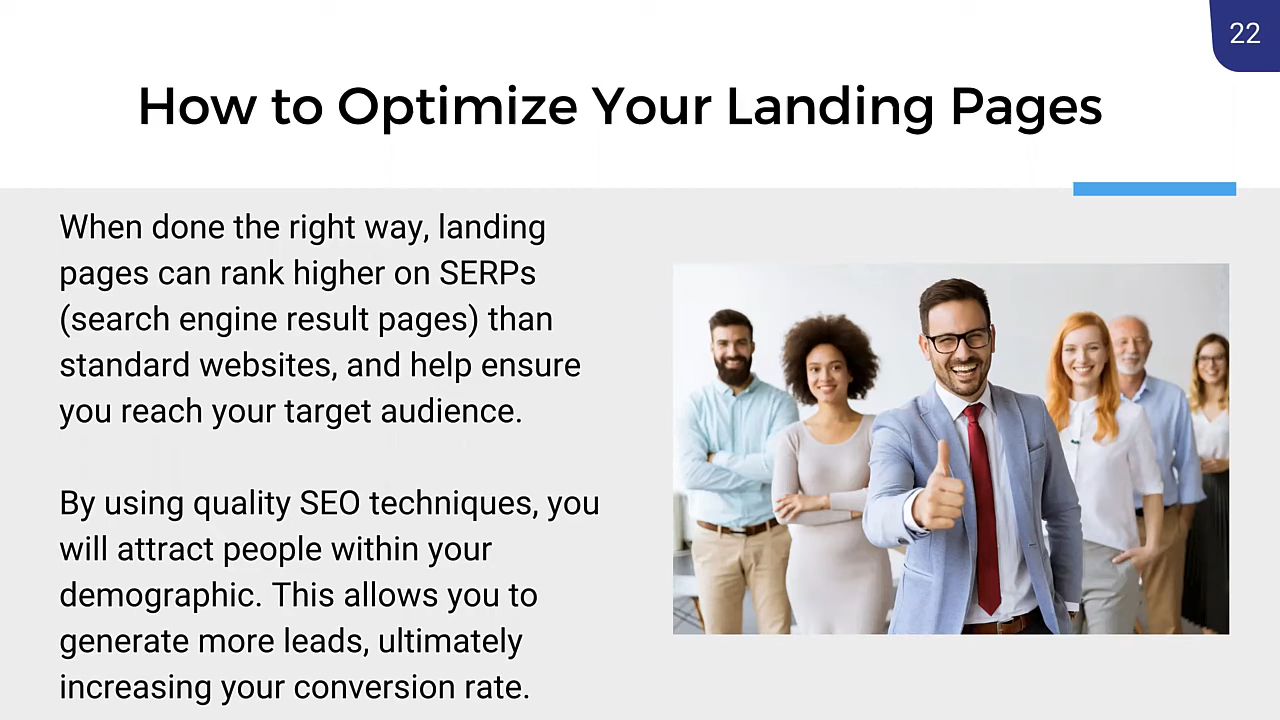 22
How to Optimize Your Landing Pages
When done the right way, landing
pages can rank higher on SERPs
(search engine result pages) than
standard websites, and help ensure
you reach your target audience.
By using quality SEO techniques, you
will attract people within your
demographic. This allows you to
generate more leads, ultimately
increasing your conversion rate.